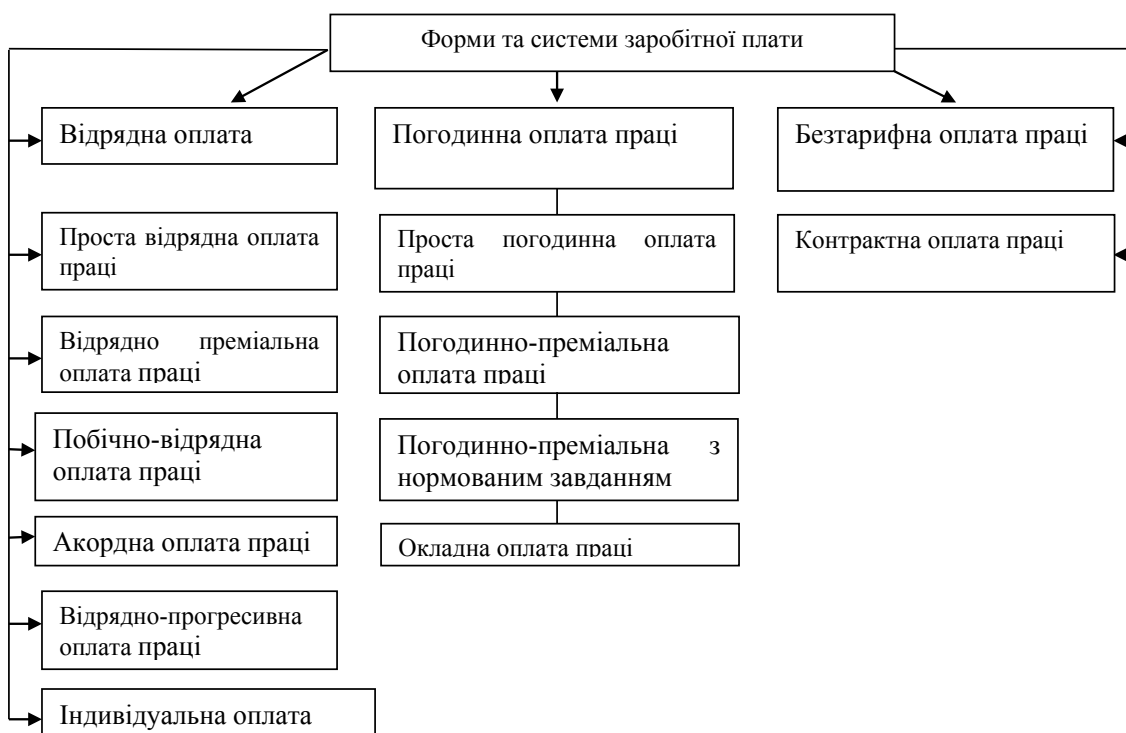 Форми та системи заробітної плати
Відрядна оплата
Погодинна оплата праці
Безтарифна оплата праці
Проста відрядна оплата
праці
Проста погодинна оплата
праці
Контрактна оплата праці
Відрядно преміальна
оплата праці
Погодинно-преміальна
оплата праці
Побічно-відрядна
оплата праці
Погодинно-преміальна з
нормованим завданням
Акордна оплата праці
Окладна оплата праці
Відрядно-прогресивна
оплата праці
Індивідуальна оплата